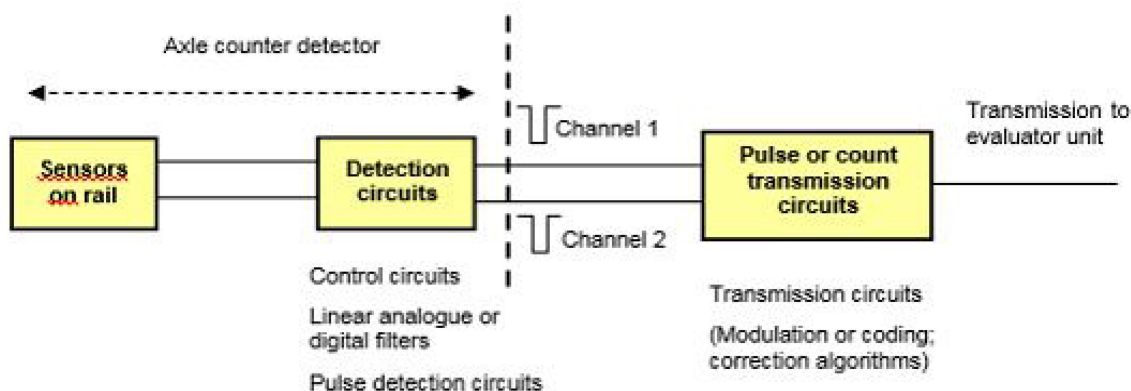 Axle counter detector
Channel 1
Transmission to
evaluator unit
Sensors
on rail
Detection
circuits
Pulse or count
transmission
circuits
Channel 2
Control circuits
Linear analogue or
digital filters
Pulse detection circuits
Transmission circuits
(Modulation or coding;
correction algorithms)